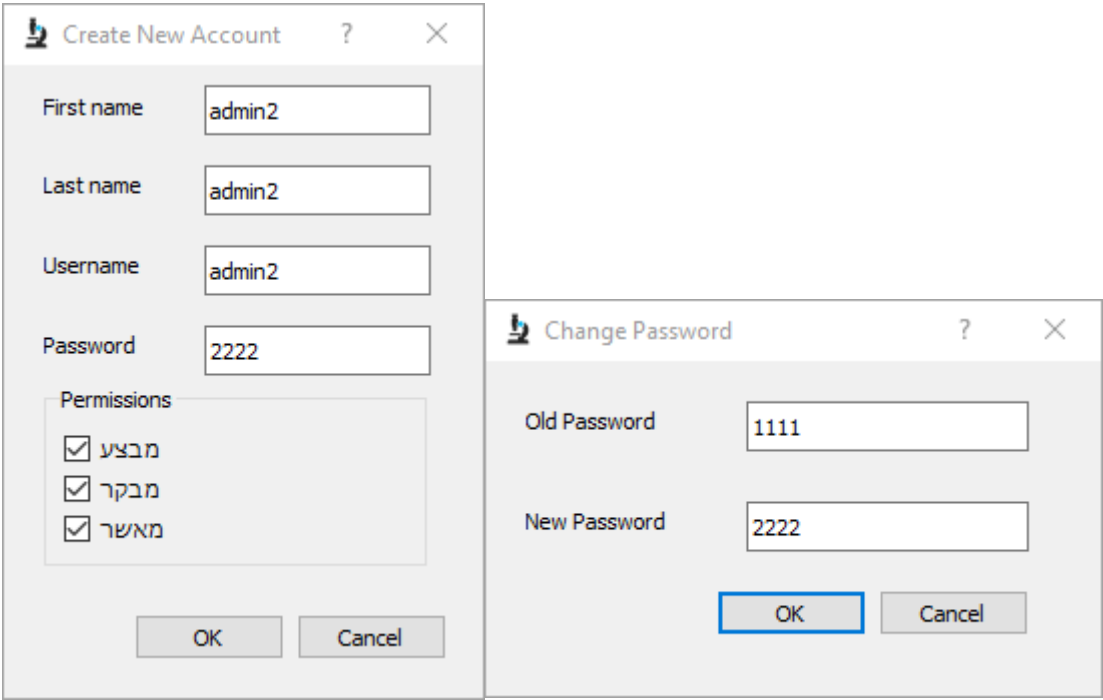 Create New Account ?
First name admin2
Last name admin2
Username admin2
Password 2222
Permissions
מבצע
מבקר
מאשר
OK Cancel
Change Password ?
Old Password 1111
New Password 2222
OK Cancel